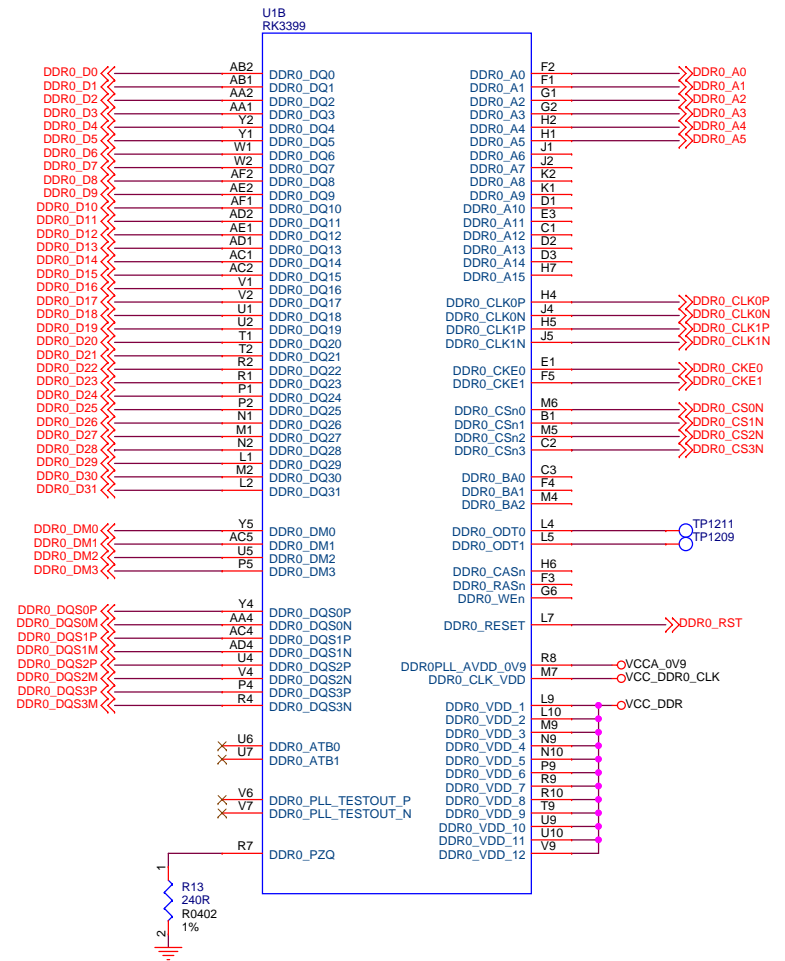 U1B
RK3399
DDR0_D0 AB2 DDR0_DQ0
DDR0_D1 AB1 DDR0_DQ1
DDR0_D2 AA2 DDR0_DQ2
DDR0_D3 AA1 DDR0_DQ3
DDR0_D4 Y2 DDR0_DQ4
DDR0_D5 Y1 DDR0_DQ5
DDR0_D6 W1 DDR0_DQ6
DDR0_D7 W2 DDR0_DQ7
DDR0_D8 AF2 DDR0_DQ8
DDR0_D9 AE2 DDR0_DQ9
DDR0_D10 AF1 DDR0_DQ10
DDR0_D11 AD2 DDR0_DQ11
DDR0_D12 AE1 DDR0_DQ12
DDR0_D13 AD1 DDR0_DQ13
DDR0_D14 AC1 DDR0_DQ14
DDR0_D15 AC2 DDR0_DQ15
DDR0_D16 V1 DDR0_DQ16
DDR0_D17 V2 DDR0_DQ17
DDR0_D18 U1 DDR0_DQ18
DDR0_D19 U2 DDR0_DQ19
DDR0_D20 T1 DDR0_DQ20
DDR0_D21 T2 DDR0_DQ21
DDR0_D22 R2 DDR0_DQ22
DDR0_D23 R1 DDR0_DQ23
DDR0_D24 P1 DDR0_DQ24
DDR0_D25 P2 DDR0_DQ25
DDR0_D26 N1 DDR0_DQ26
DDR0_D27 M1 DDR0_DQ27
DDR0_D28 N2 DDR0_DQ28
DDR0_D29 L1 DDR0_DQ29
DDR0_D30 M2 DDR0_DQ30
DDR0_D31 L2 DDR0_DQ31
DDR0_DM0 Y5 DDR0_DM0
DDR0_DM1 AC5 DDR0_DM1
DDR0_DM2 U5 DDR0_DM2
DDR0_DM3 P5 DDR0_DM3
DDR0_DQS0P Y4 DDR0_DQS0P
DDR0_DQS0M AA4 DDR0_DQS0N
DDR0_DQS1P AC4 DDR0_DQS1P
DDR0_DQS1M AD4 DDR0_DQS1N
DDR0_DQS2P U4 DDR0_DQS2P
DDR0_DQS2M V4 DDR0_DQS2N
DDR0_DQS3P P4 DDR0_DQS3P
DDR0_DQS3M R4 DDR0_DQS3N
U6 DDR0_ATB0
U7 DDR0_ATB1
V6 DDR0_PLL_TESTOUT_P
V7 DDR0_PLL_TESTOUT_N
R7 DDR0_PZQ
1
R13
240R
R0402
1%
2
DDR0_A0 F2 DDR0_A0
DDR0_A1 F1 DDR0_A1
DDR0_A2 G1 DDR0_A2
DDR0_A3 G2 DDR0_A3
DDR0_A4 H2 DDR0_A4
DDR0_A5 H1 DDR0_A5
DDR0_A6 J1
DDR0_A7 J2
DDR0_A8 K2
DDR0_A9 K1
DDR0_A10 D1
DDR0_A11 E3
DDR0_A12 C1
DDR0_A13 D2
DDR0_A14 D3
DDR0_A15 H7
DDR0_CLK0P H4 DDR0_CLK0P
DDR0_CLK0N J4 DDR0_CLK0N
DDR0_CLK1P H5 DDR0_CLK1P
DDR0_CLK1N J5 DDR0_CLK1N
DDR0_CKE0 E1 DDR0_CKE0
DDR0_CKE1 F5 DDR0_CKE1
DDR0_CSn0 M6 DDR0_CS0N
DDR0_CSn1 B1 DDR0_CS1N
DDR0_CSn2 M5 DDR0_CS2N
DDR0_CSn3 C2 DDR0_CS3N
DDR0_BA0 C3
DDR0_BA1 F4
DDR0_BA2 M4
DDR0_ODT0 L4 TP1211
DDR0_ODT1 L5 TP1209
DDR0_CASn H6
DDR0_RASn F3
DDR0_WEn G6
DDR0_RESET L7 DDR0_RST
DDR0PLL_AVDD_0V9 R8 VCCA_0V9
DDR0_CLK_VDD M7 VCC_DDR0_CLK
DDR0_VDD_1 L9 VCC_DDR
DDR0_VDD_2 L10
DDR0_VDD_3 M9
DDR0_VDD_4 N9
DDR0_VDD_5 N10
DDR0_VDD_6 P9
DDR0_VDD_7 R9
DDR0_VDD_8 R10
DDR0_VDD_9 T9
DDR0_VDD_10 U9
DDR0_VDD_11 U10
DDR0_VDD_12 V9